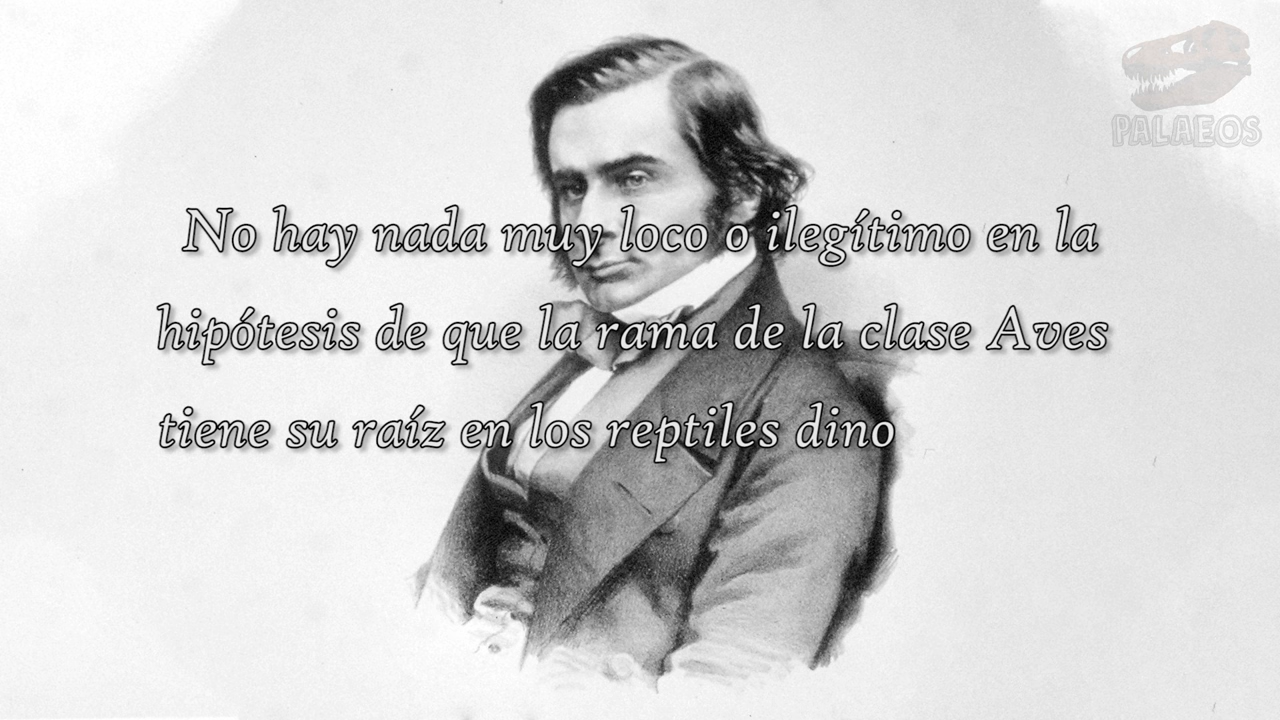 PALAEOS
No hay nada muy loco o ilegítimo en la
hipótesis de que la rama de la clase Aves
tiene su raíz en los reptiles dino